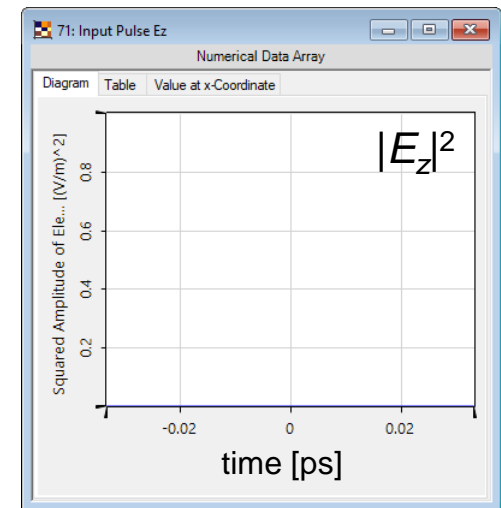 71: Input Pulse Ez
Numerical Data Array
Diagram Table Value at x-Coordinate
|E_z|²
Squared Amplitude of Ele... [(V/m)^2]
0.8
0.6
0.4
0.2
-0.02 0 0.02
time [ps]